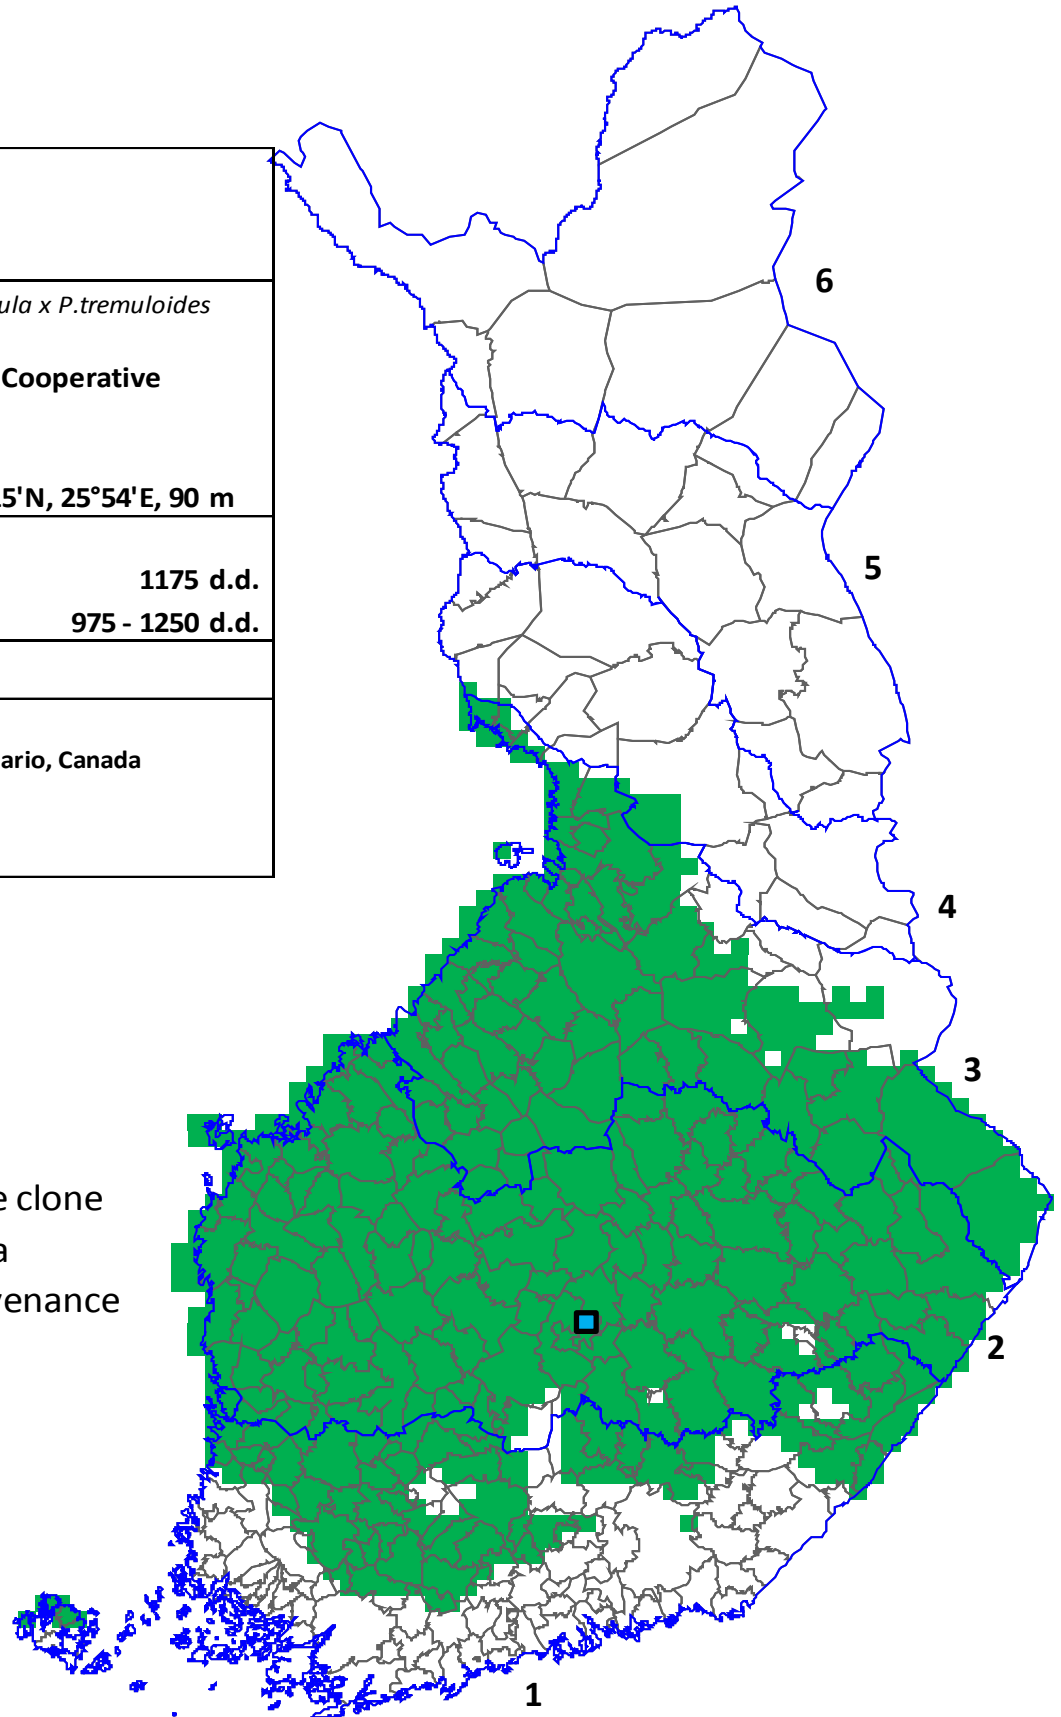 ula x P.tremuloides
Cooperative
15'N, 25°54'E, 90 m
1175 d.d.
975 - 1250 d.d.
ario, Canada
e clone
a
venance
6
5
4
3
2
1